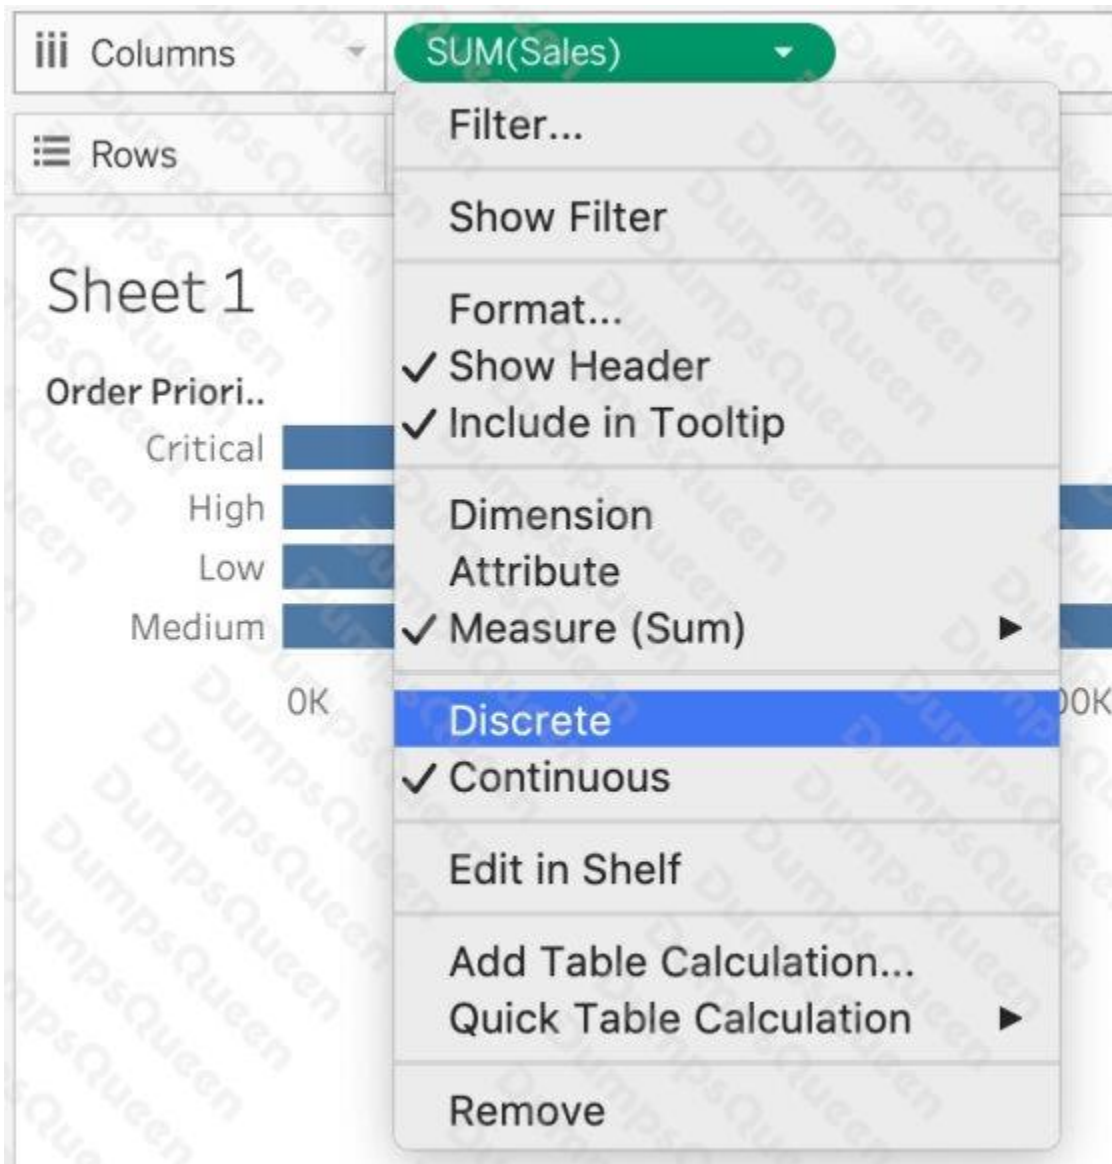 Columns
SUM(Sales)
Rows
Filter...
Show Filter
Sheet 1
Format...
✓ Show Header
✓ Include in Tooltip
Order Priori..
Critical
High
Low
Medium
0K
00K
Dimension
Attribute
✓ Measure (Sum)
Discrete
✓ Continuous
Edit in Shelf
Add Table Calculation...
Quick Table Calculation
Remove
DumpsQueen